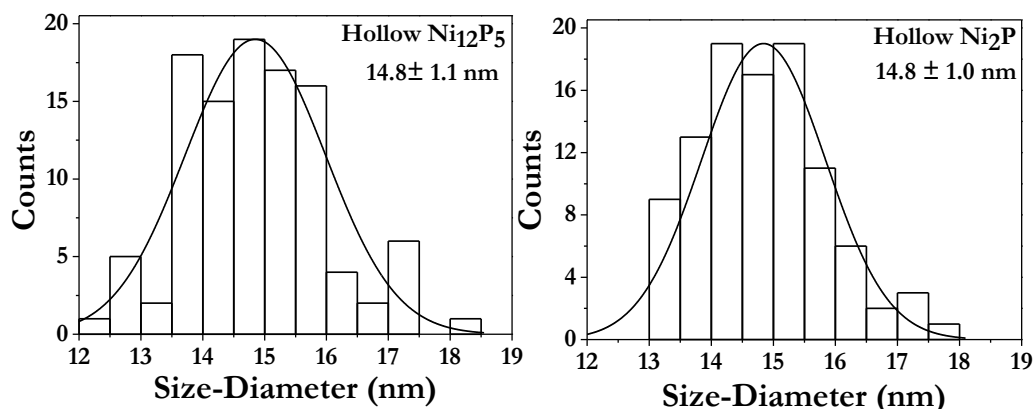 Hollow Ni12P5
14.8± 1.1 nm
Counts
20
15
10
5
0
12 13 14 15 16 17 18 19
Size-Diameter (nm)
Hollow Ni2P
14.8 ± 1.0 nm
Counts
20
16
12
8
4
0
12 13 14 15 16 17 18 19
Size-Diameter (nm)